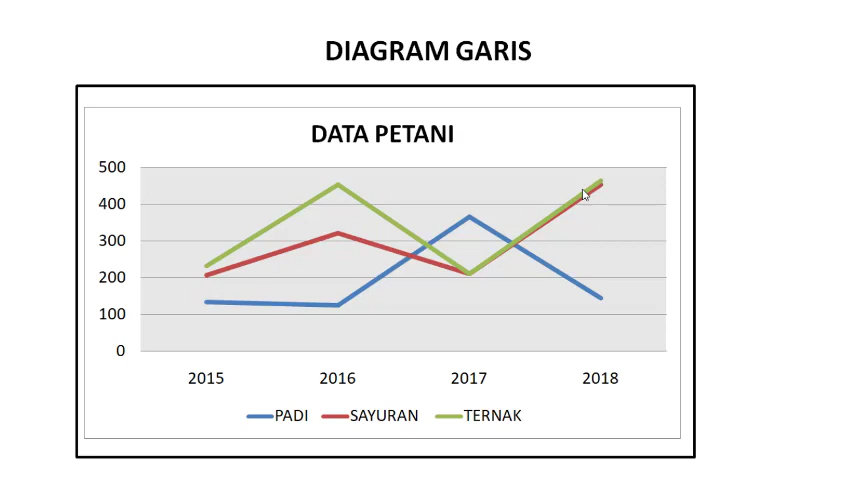 DIAGRAM GARIS
DATA PETANI
500
400
300
200
100
0
2015 2016 2017 2018
PADI SAYURAN TERNAK